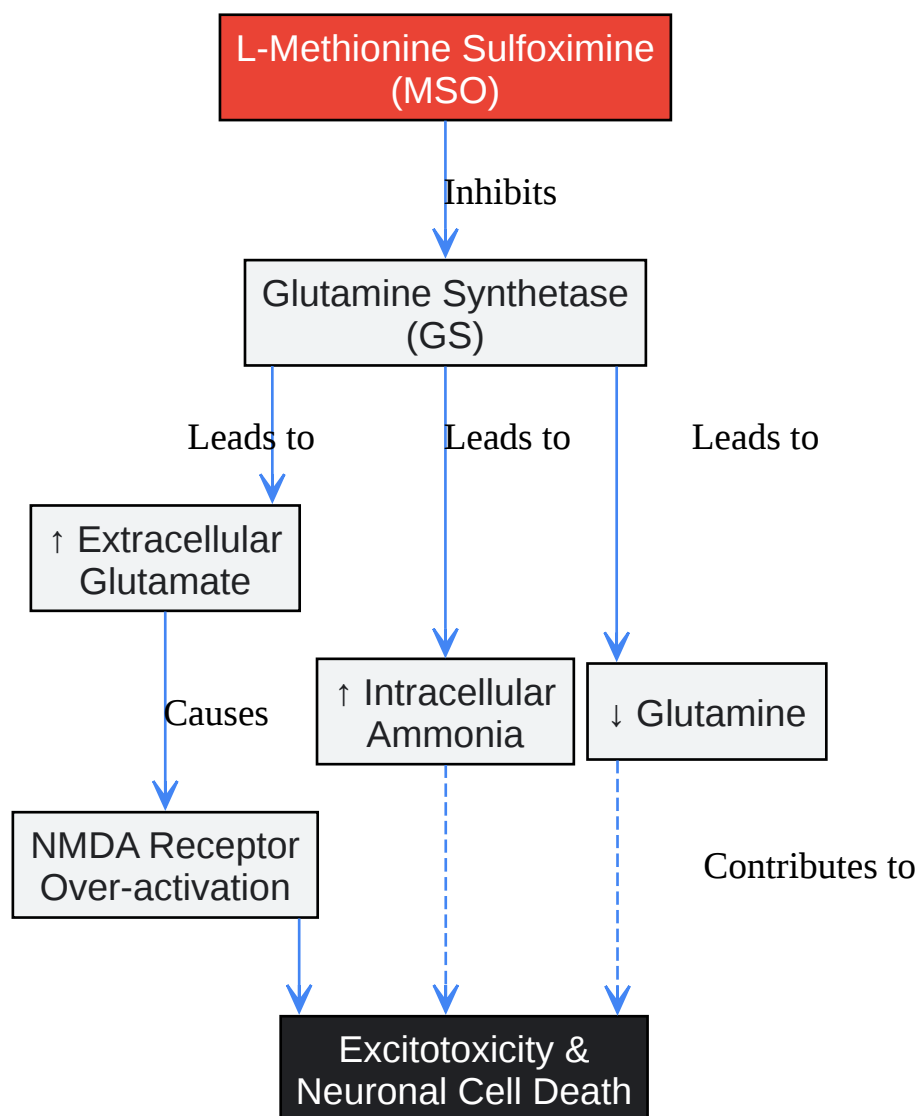 L-Methionine Sulfoximine
(MSO)
Inhibits
Glutamine Synthetase
(GS)
Leads to
Leads to
Leads to
↑ Extracellular
Glutamate
↑ Intracellular
Ammonia
↓ Glutamine
Causes
NMDA Receptor
Over-activation
Contributes to
Excitotoxicity &
Neuronal Cell Death